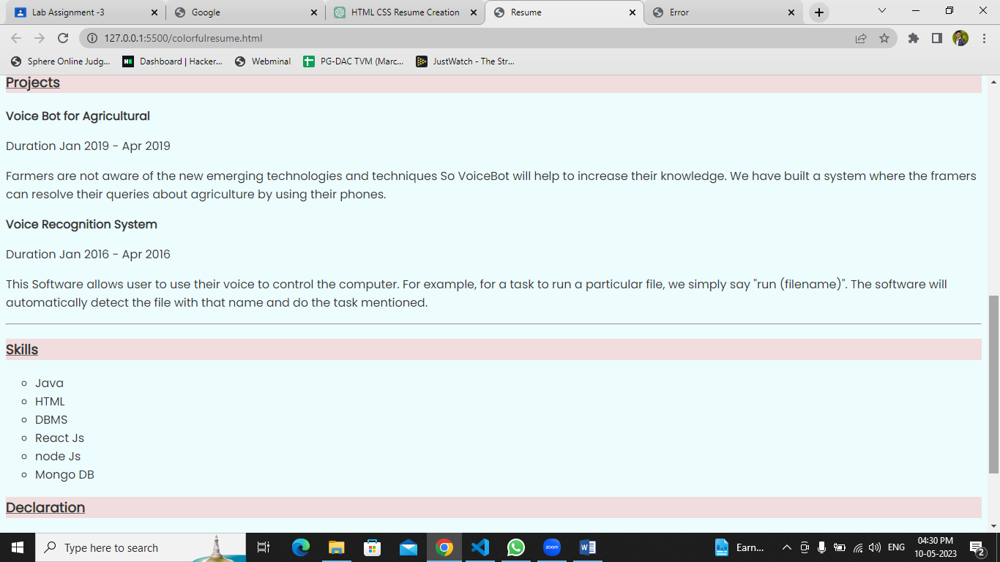 Lab Assignment -3
Google
HTML CSS Resume Creation
Resume
Error
127.0.0.1:5500/colorfulresume.html
Sphere Online Judg...
Dashboard | Hacker...
Webminal
PG-DAC TVM (Marc...
JustWatch - The Str...
Projects
Voice Bot for Agricultural
Duration Jan 2019 - Apr 2019
Farmers are not aware of the new emerging technologies and techniques So VoiceBot will help to increase their knowledge. We have built a system where the framers
can resolve their queries about agriculture by using their phones.
Voice Recognition System
Duration Jan 2016 - Apr 2016
This Software allows user to use their voice to control the computer. For example, for a task to run a particular file, we simply say "run (filename)". The software will
automatically detect the file with that name and do the task mentioned.
Skills
Java
HTML
DBMS
React Js
node Js
Mongo DB
Declaration
Type here to search
zoom
Earn...
ENG
04:30 PM
10-05-2023
2